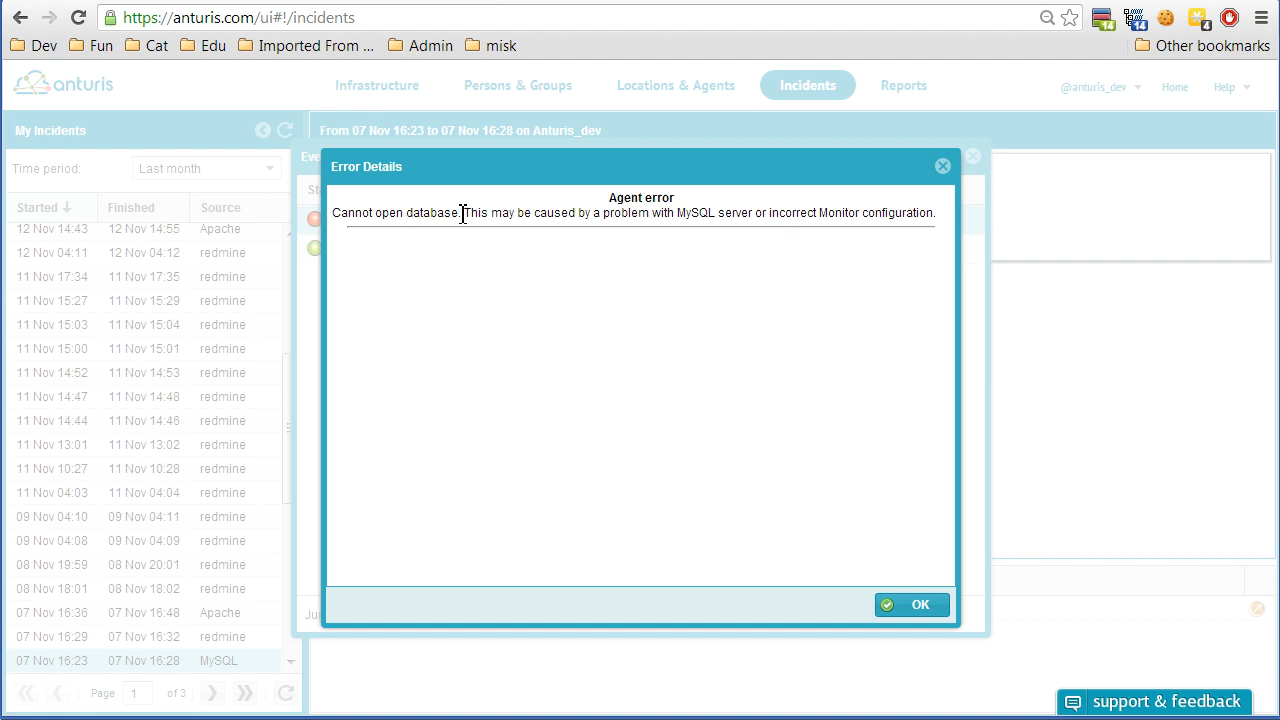 https://anturis.com/ui#!/incidents
14
14
4
Dev Fun Cat Edu Imported From ... Admin misk Other bookmarks
anturis Infrastructure Persons & Groups Locations & Agents Incidents Reports @anturis_dev Home Help
My Incidents
From 07 Nov 16:23 to 07 Nov 16:28 on Anturis_dev
Time period: Last month
Started Finished Source
12 Nov 14:43 12 Nov 14:55 Apache
12 Nov 04:11 12 Nov 04:12 redmine
11 Nov 17:34 11 Nov 17:35 redmine
11 Nov 15:27 11 Nov 15:29 redmine
11 Nov 15:03 11 Nov 15:04 redmine
11 Nov 15:00 11 Nov 15:01 redmine
11 Nov 14:52 11 Nov 14:53 redmine
11 Nov 14:47 11 Nov 14:48 redmine
11 Nov 14:44 11 Nov 14:46 redmine
11 Nov 13:01 11 Nov 13:02 redmine
11 Nov 10:27 11 Nov 10:28 redmine
11 Nov 04:03 11 Nov 04:04 redmine
09 Nov 04:10 09 Nov 04:11 redmine
09 Nov 04:08 09 Nov 04:09 redmine
08 Nov 19:59 08 Nov 20:01 redmine
08 Nov 18:01 08 Nov 18:02 redmine
07 Nov 16:36 07 Nov 16:48 Apache
07 Nov 16:29 07 Nov 16:32 redmine
07 Nov 16:23 07 Nov 16:28 MySQL
Page 1 of 3
Eve
St
Ju
Error Details
Agent error
Cannot open database. This may be caused by a problem with MySQL server or incorrect Monitor configuration.
OK
support & feedback